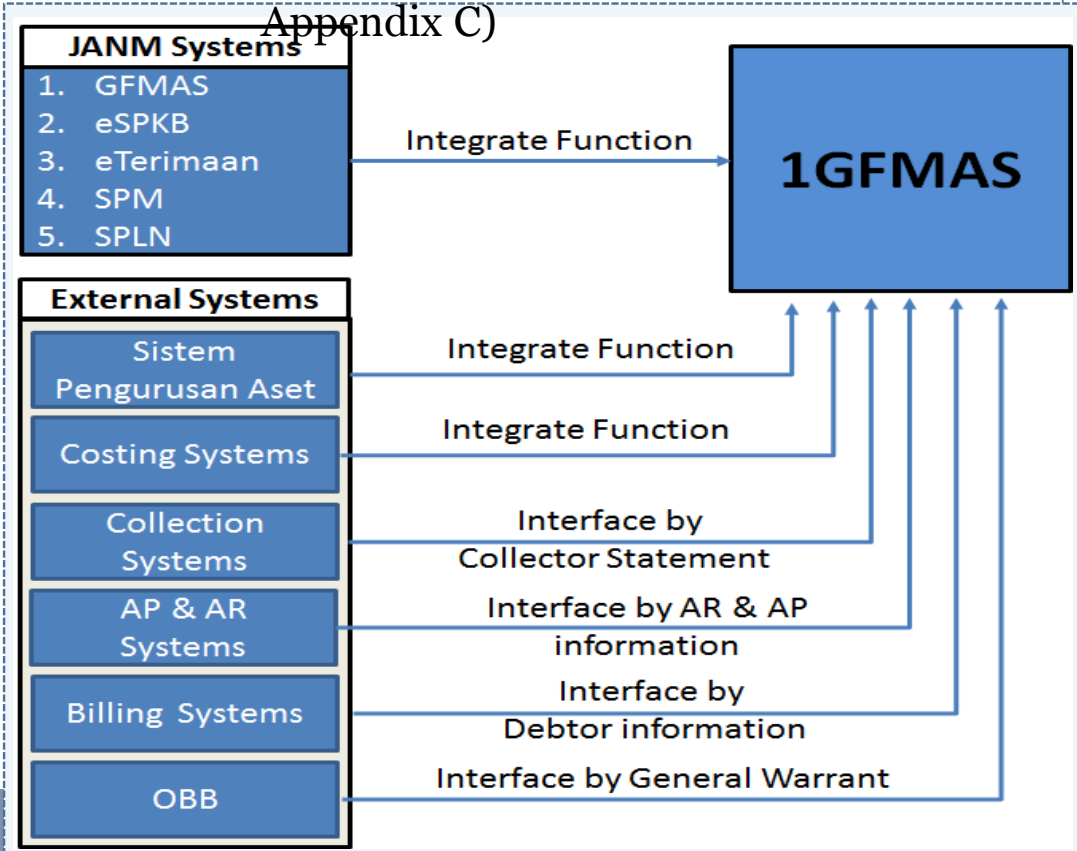 Appendix C)
JANM Systems
1. GFMAS
2. eSPKB
3. eTerimaan
4. SPM
5. SPLN
Integrate Function
1GFMAS
External Systems
Sistem
Pengurusan Aset
Integrate Function
Costing Systems
Integrate Function
Collection
Systems
Interface by
Collector Statement
AP & AR
Systems
Interface by AR & AP
information
Billing Systems
Interface by
Debtor information
OBB
Interface by General Warrant